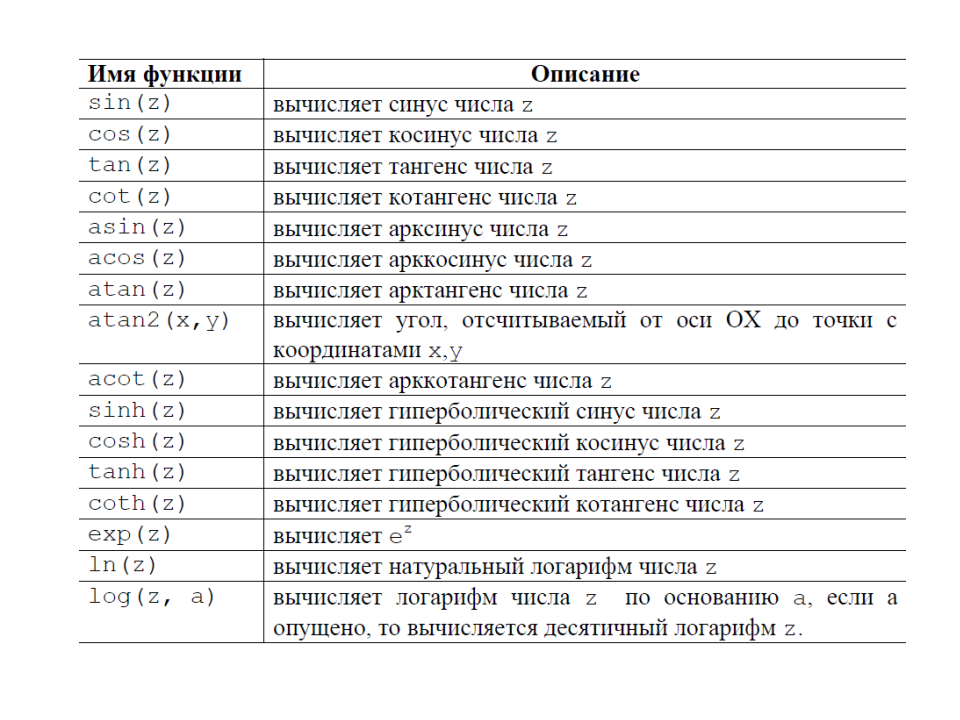 Имя функции Описание
sin(z) вычисляет синус числа z
cos(z) вычисляет косинус числа z
tan(z) вычисляет тангенс числа z
cot(z) вычисляет котангенс числа z
asin(z) вычисляет арксинус числа z
acos(z) вычисляет арккосинус числа z
atan(z) вычисляет арктангенс числа z
atan2(x,y) вычисляет угол, отсчитываемый от оси OX до точки с
координатами x,y
acot(z) вычисляет арккотангенс числа z
sinh(z) вычисляет гиперболический синус числа z
cosh(z) вычисляет гиперболический косинус числа z
tanh(z) вычисляет гиперболический тангенс числа z
coth(z) вычисляет гиперболический котангенс числа z
exp(z) вычисляет e^z
ln(z) вычисляет натуральный логарифм числа z
log(z, a) вычисляет логарифм числа z по основанию a, если а
опущено, то вычисляется десятичный логарифм z.